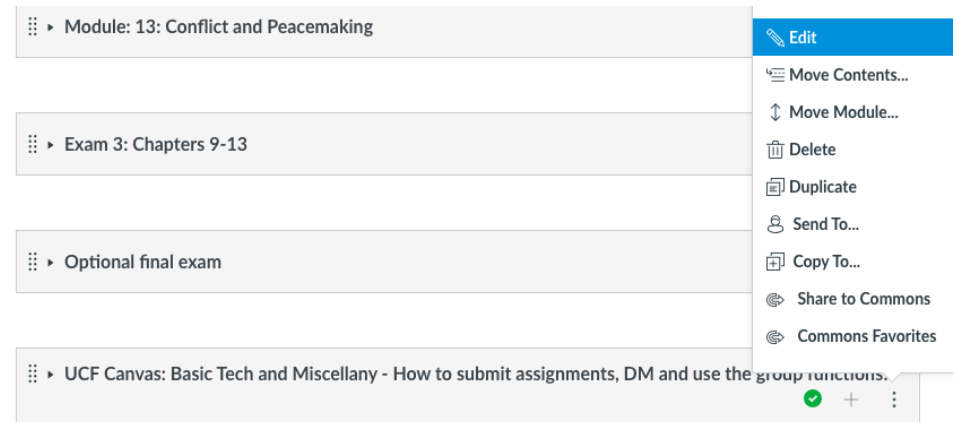 Module: 13: Conflict and Peacemaking
Exam 3: Chapters 9-13
Optional final exam
UCF Canvas: Basic Tech and Miscellany - How to submit assignments, DM and use the group functions.
Edit
Move Contents...
Move Module...
Delete
Duplicate
Send To...
Copy To...
Share to Commons
Commons Favorites